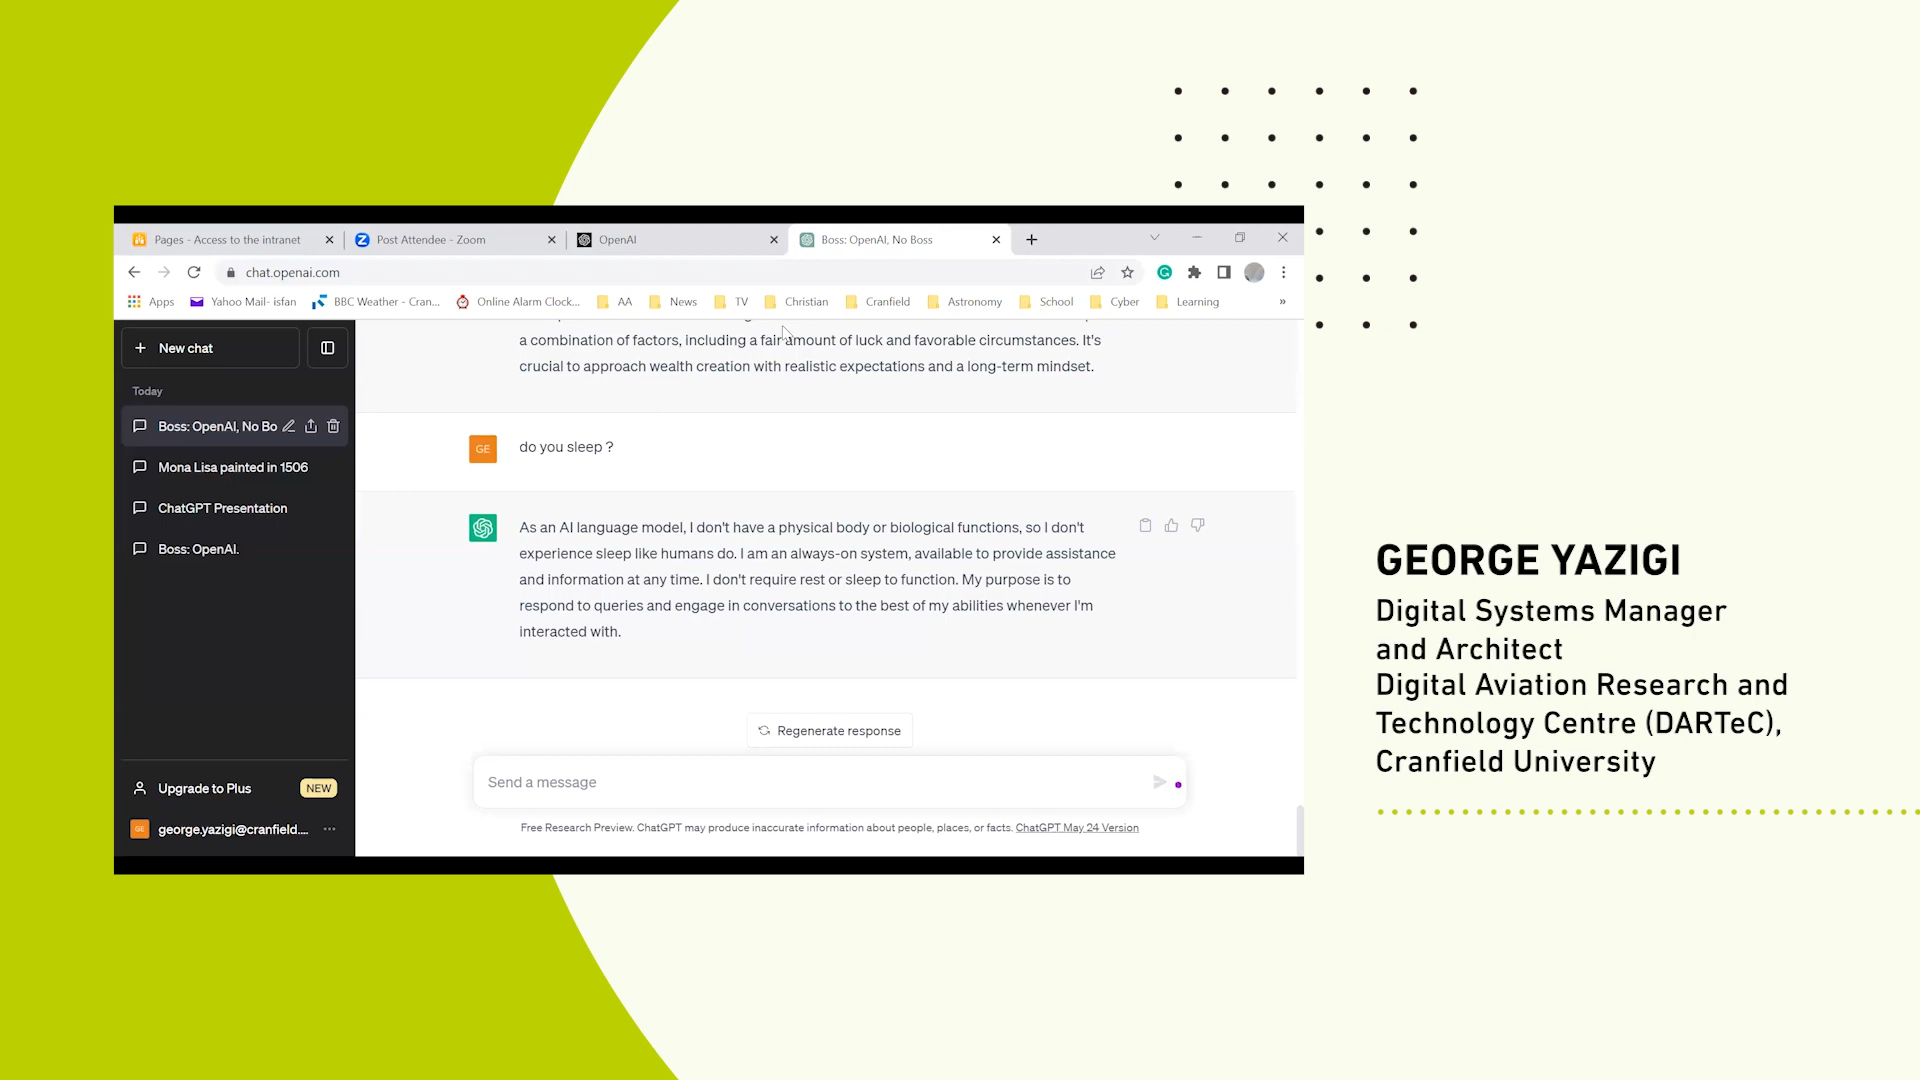 Pages - Access to the intranet
Post Attendee - Zoom
OpenAI
Boss: OpenAI, No Boss
chat.openai.com
Apps
Yahoo Mail- isfan
BBC Weather - Cran...
Online Alarm Clock...
AA
News
TV
Christian
Cranfield
Astronomy
School
Cyber
Learning
»
New chat
Today
Boss: OpenAI, No Bo
Mona Lisa painted in 1506
ChatGPT Presentation
Boss: OpenAI.
Upgrade to Plus
NEW
GE
george.yazigi@cranfield....
a combination of factors, including a fair amount of luck and favorable circumstances. It's
crucial to approach wealth creation with realistic expectations and a long-term mindset.
GE
do you sleep ?
As an AI language model, I don't have a physical body or biological functions, so I don't
experience sleep like humans do. I am an always-on system, available to provide assistance
and information at any time. I don't require rest or sleep to function. My purpose is to
respond to queries and engage in conversations to the best of my abilities whenever I'm
interacted with.
Regenerate response
Send a message
Free Research Preview. ChatGPT may produce inaccurate information about people, places, or facts. ChatGPT May 24 Version
GEORGE YAZIGI
Digital Systems Manager
and Architect
Digital Aviation Research and
Technology Centre (DARTeC),
Cranfield University